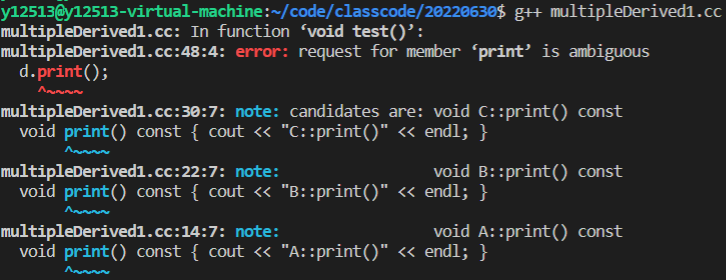 y12513@y12513-virtual-machine:~/code/classcode/20220630$ g++ multipleDerived1.cc
multipleDerived1.cc: In function ‘void test()’:
multipleDerived1.cc:48:4: error: request for member ‘print’ is ambiguous
  d.print();
    ^~~~~
multipleDerived1.cc:30:7: note: candidates are: void C::print() const
  void print() const { cout << "C::print()" << endl; }
       ^~~~~
multipleDerived1.cc:22:7: note:                 void B::print() const
  void print() const { cout << "B::print()" << endl; }
       ^~~~~
multipleDerived1.cc:14:7: note:                 void A::print() const
  void print() const { cout << "A::print()" << endl; }
       ^~~~~